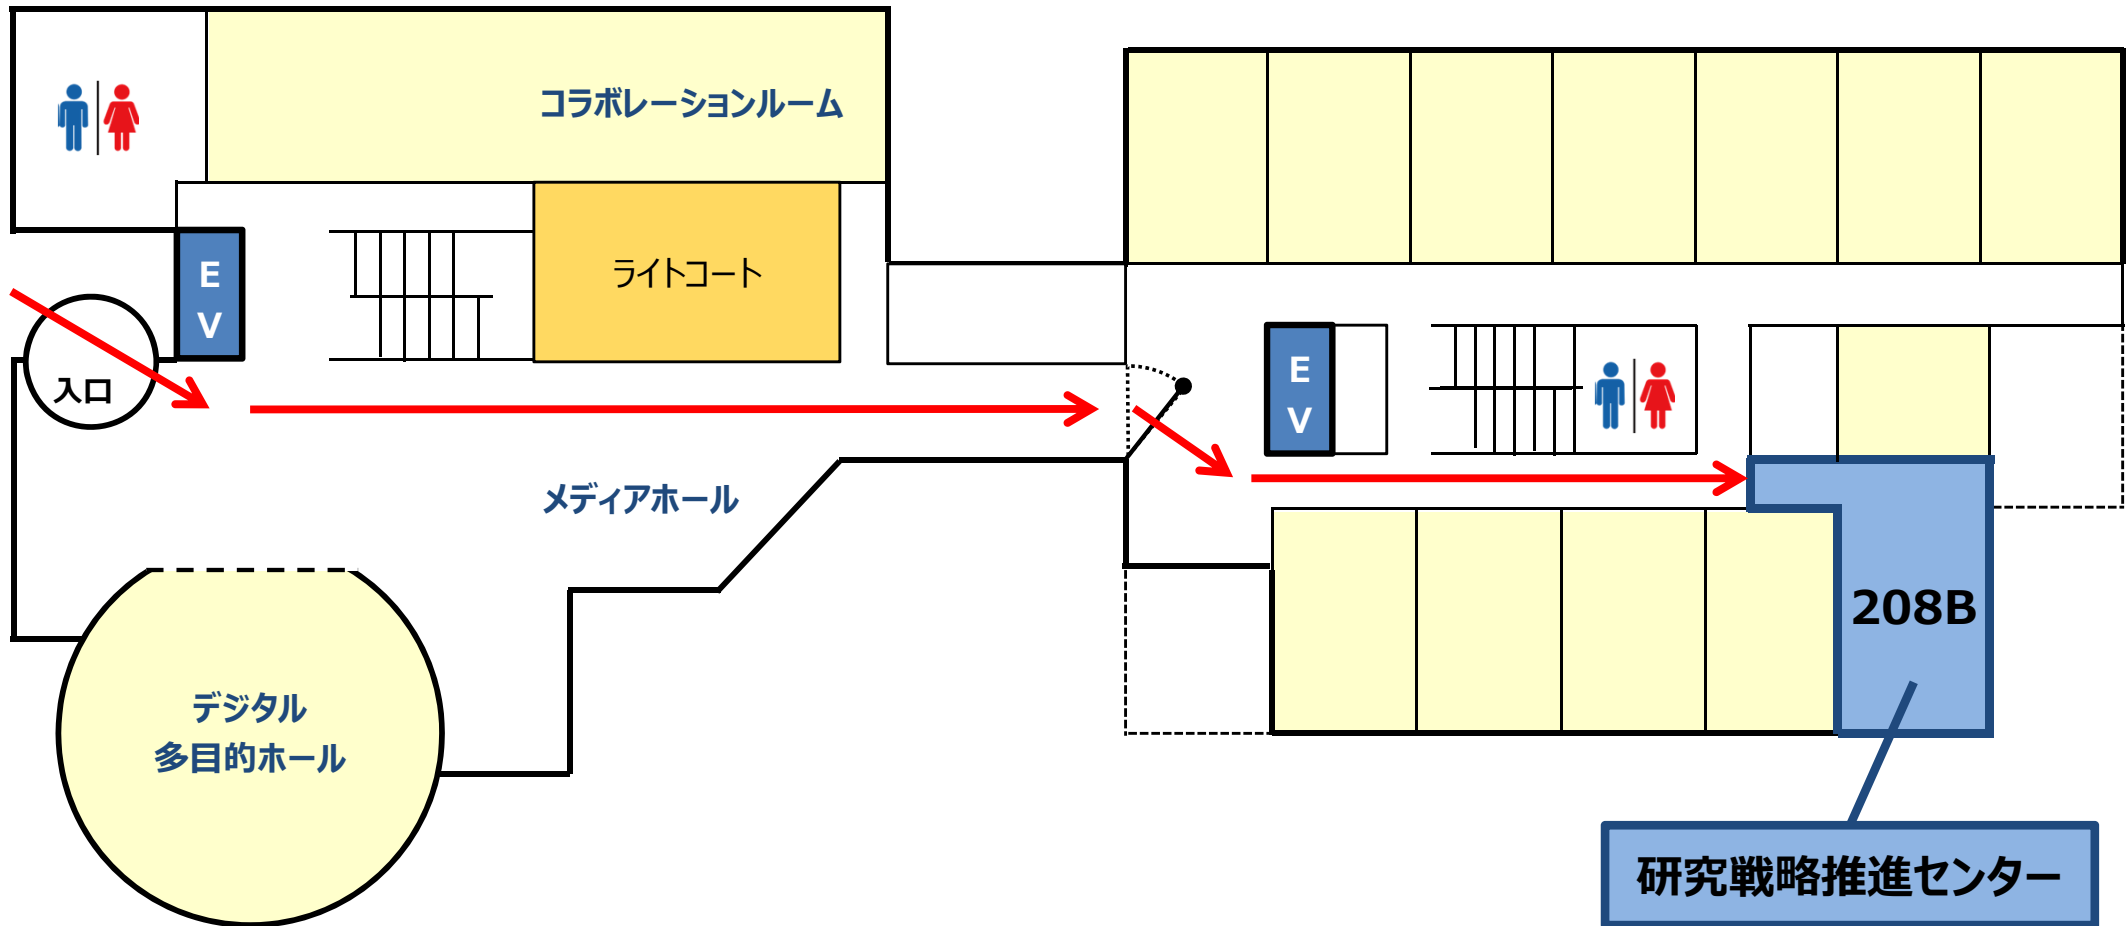 コラボレーションルーム
E
V
ライトコート
入口
E
V
メディアホール
208B
デジタル
多目的ホール
研究戦略推進センター